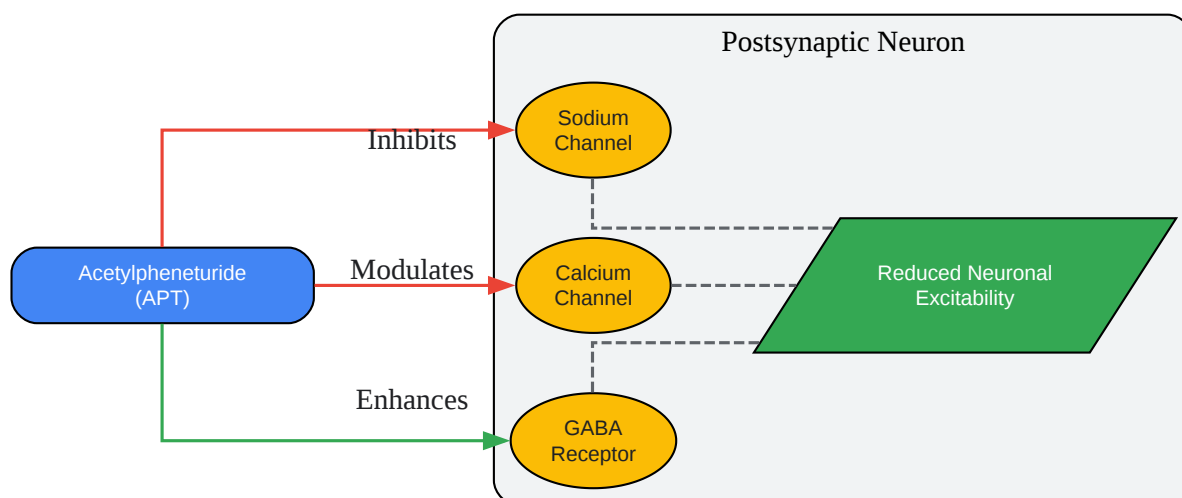 Postsynaptic Neuron
Sodium
Channel
Inhibits
Acetylpheneturide
(APT)
Modulates
Calcium
Channel
Reduced Neuronal
Excitability
Enhances
GABA
Receptor